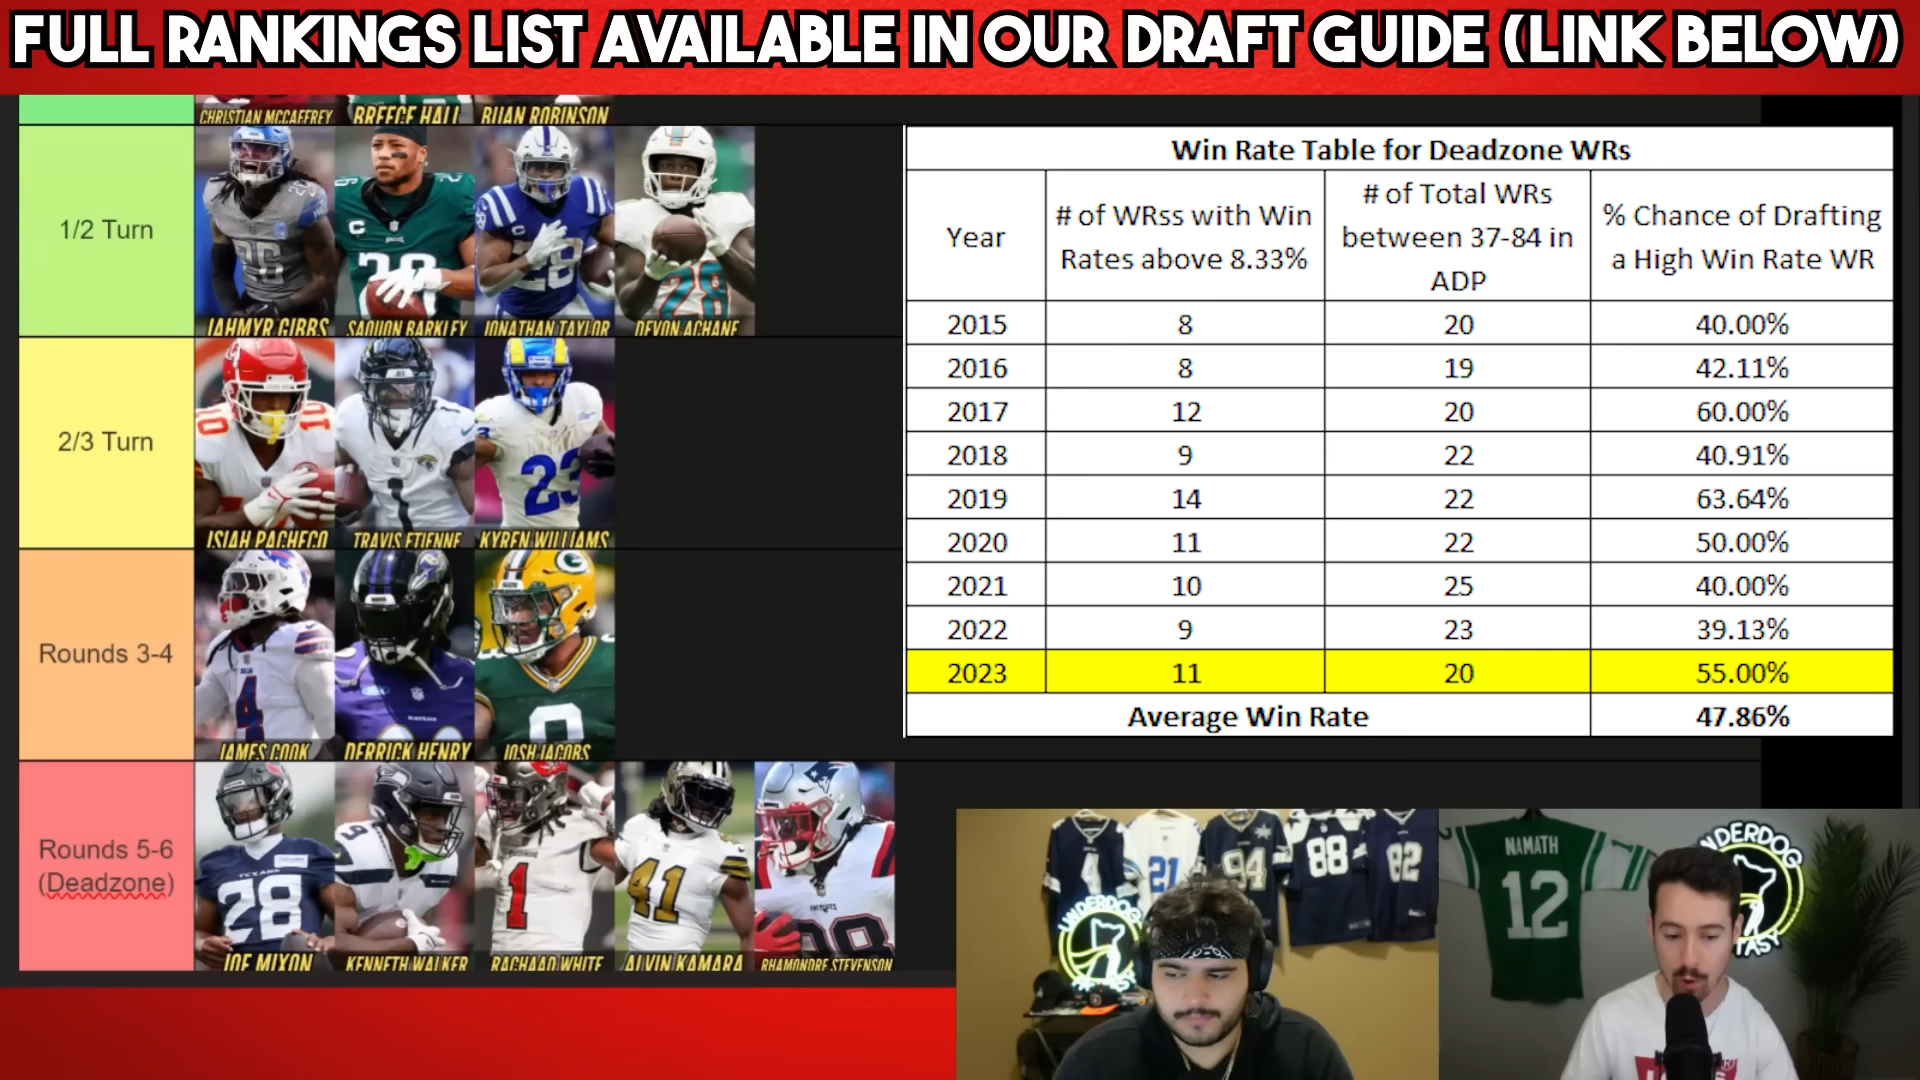 FULL RANKINGS LIST AVAILABLE IN OUR DRAFT GUIDE (LINK BELOW)
CHRISTIAN MCCAFFREY BREECE HALL BIJAN ROBINSON
1/2 Turn
JAHMYR GIBBS SAQUON BARKLEY JONATHAN TAYLOR DEVON ACHANE
2/3 Turn
ISIAH PACHECO TRAVIS ETIENNE KYREN WILLIAMS
Rounds 3-4
JAMES COOK DERRICK HENRY JOSH JACOBS
Rounds 5-6
(Deadzone)
JOE MIXON KENNETH WALKER RACHAAD WHITE ALVIN KAMARA RHAMONDRE STEVENSON
Win Rate Table for Deadzone WRs
Year
# of WRss with Win
Rates above 8.33%
# of Total WRs
between 37-84 in
ADP
% Chance of Drafting
a High Win Rate WR
2015 8 20 40.00%
2016 8 19 42.11%
2017 12 20 60.00%
2018 9 22 40.91%
2019 14 22 63.64%
2020 11 22 50.00%
2021 10 25 40.00%
2022 9 23 39.13%
2023 11 20 55.00%
Average Win Rate 47.86%
4 21 94 88 82
UNDERDOG
NAMATH
12